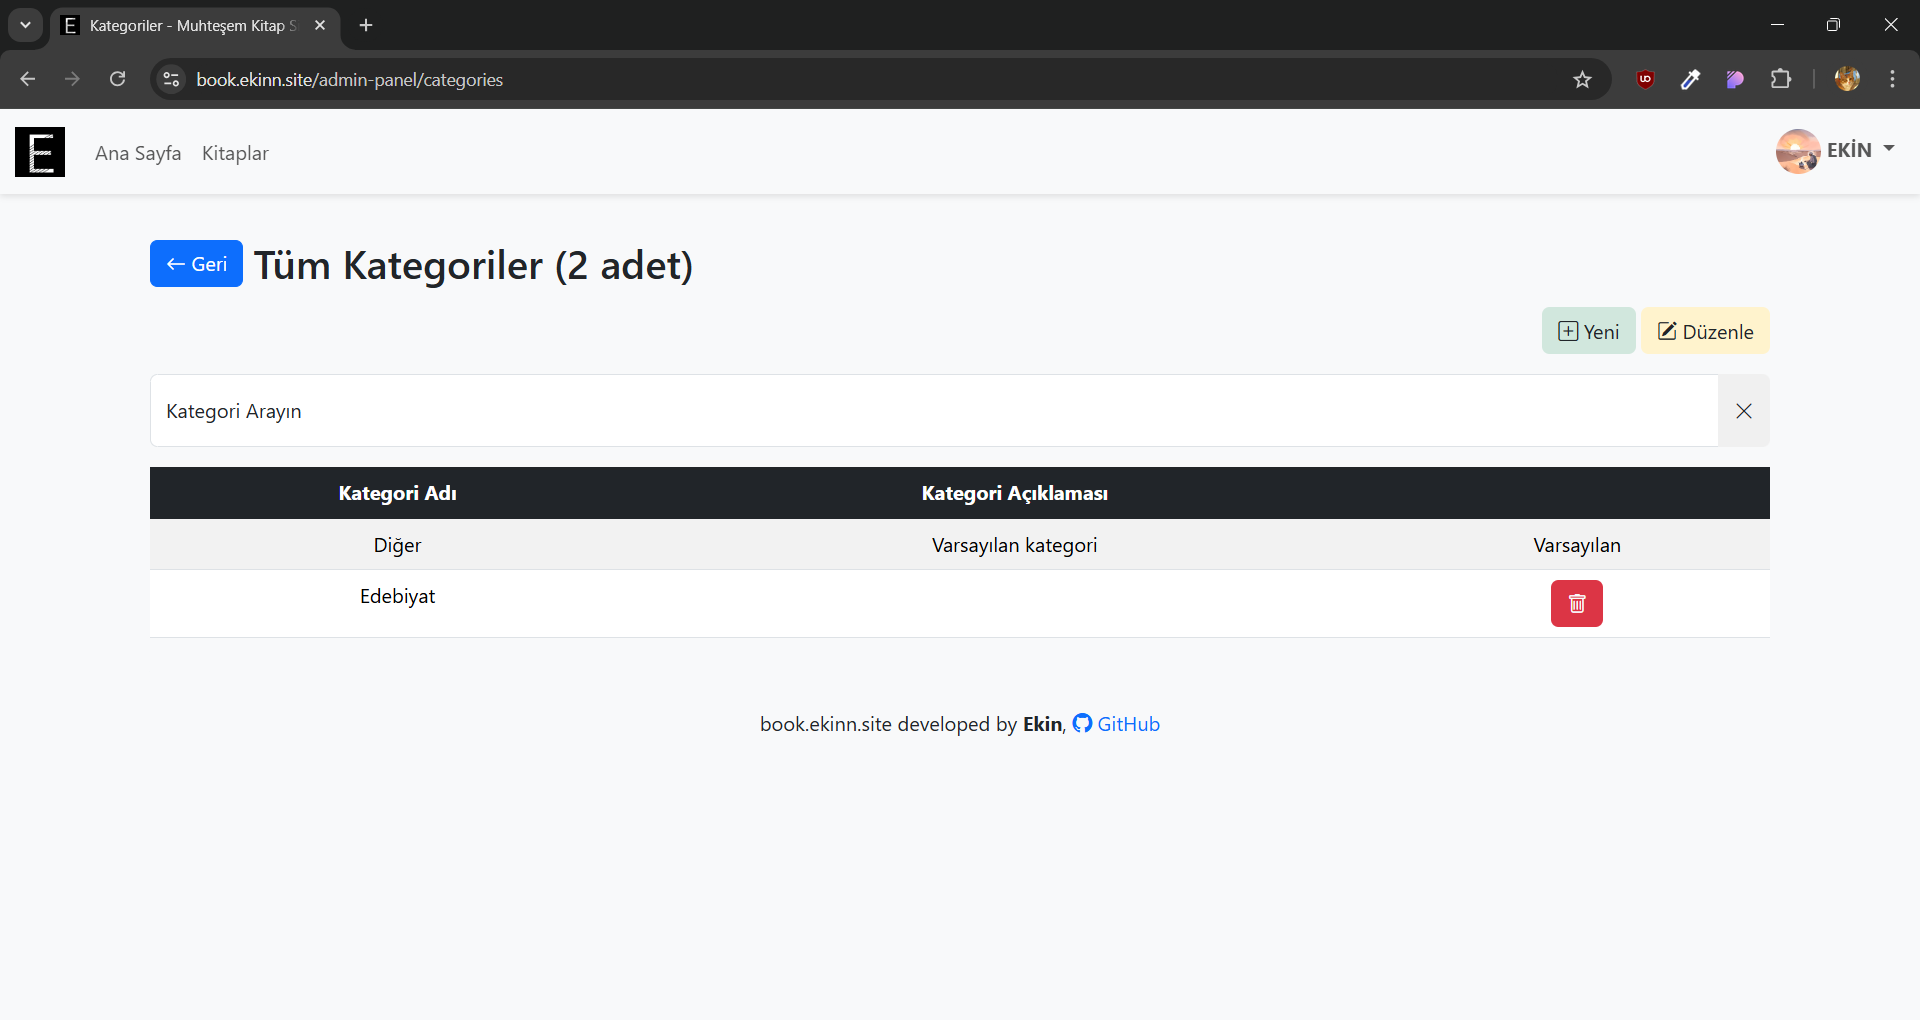 E Kategoriler - Muhteşem Kitap S
book.ekinn.site/admin-panel/categories
E Ana Sayfa Kitaplar EKİN
← Geri Tüm Kategoriler (2 adet)
Yeni Düzenle
Kategori Arayın
Kategori Adı Kategori Açıklaması
Diğer Varsayılan kategori Varsayılan
Edebiyat
book.ekinn.site developed by Ekin, GitHub